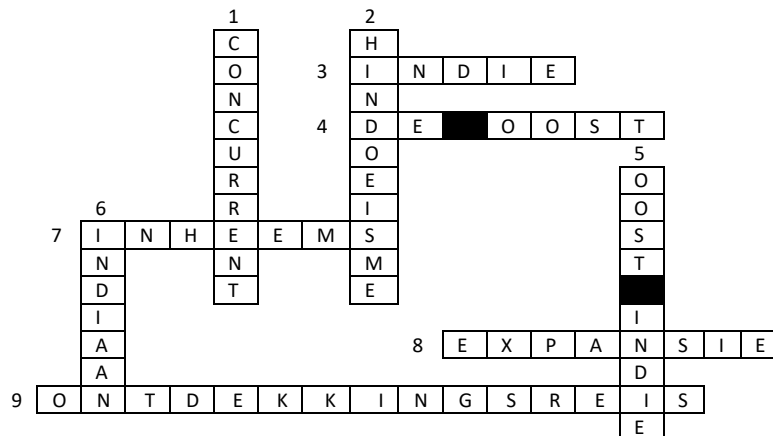 1 2
C H
O 3 I N D I E
N N
C 4 D E O O S T
U O 5
R E O
6 R I O
7 I N H E E M S S
N N M T
D T E
I I
A 8 E X P A N S I E
A D
9 O N T D E K K I N G S R E I S
E